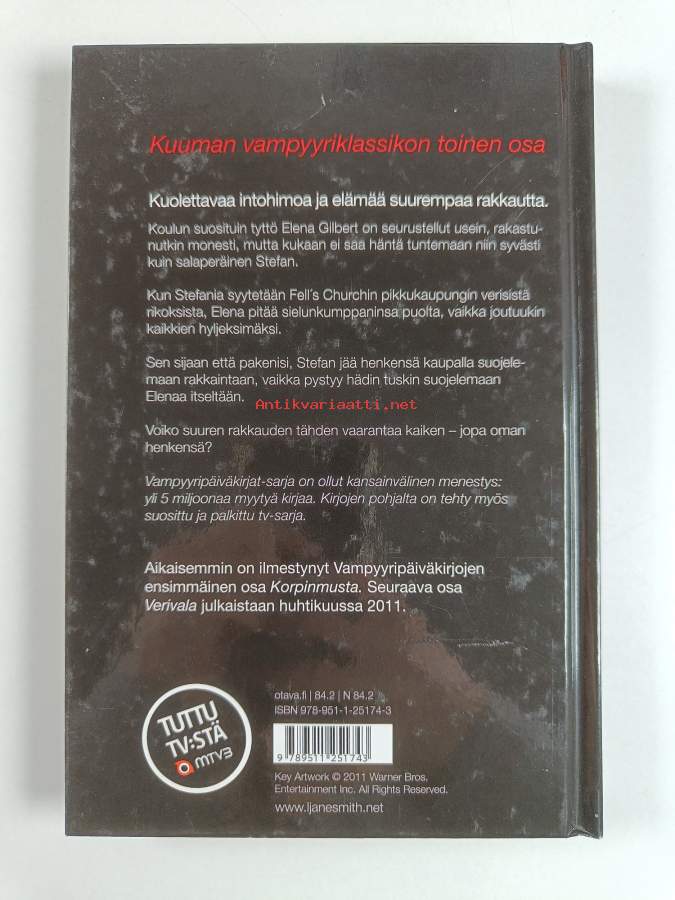 Kuuman vampyyriklassikon toinen osa
Kuolettavaa intohimoa ja elämää suurempaa rakkautta.
Koulun suosituin tyttö Elena Gilbert on seurustellut usein, rakastu-
nutkin monesti, mutta kukaan ei saa häntä tuntemaan niin syvästi
kuin salaperäinen Stefan.
Kun Stefania syytetään Fell´s Churchin pikkukaupungin verisistä
rikoksista, Elena pitää sielunkumppaninsa puolta, vaikka joutuukin
kaikkien hyljeksimäksi.
Sen sijaan että pakenisi, Stefan jää henkensä kaupalla suojele-
maan rakkaintaan, vaikka pystyy hädin tuskin suojelemaan
Elenaa itseltään.
Antikvariaatti.net
Voiko suuren rakkauden tähden vaarantaa kaiken – jopa oman
henkensä?
Vampyyripäiväkirjat-sarja on ollut kansainvälinen menestys:
yli 5 miljoonaa myytyä kirjaa. Kirjojen pohjalta on tehty myös
suosittu ja palkittu tv-sarja.
Aikaisemmin on ilmestynyt Vampyyripäiväkirjojen
ensimmäinen osa Korpinmusta. Seuraava osa
Verivala julkaistaan huhtikuussa 2011.
TUTTU
TV:STÄ
MTV3
otava.fi | 84.2 | N 84.2
ISBN 978-951-1-25174-3
9 789511 251743
Key Artwork © 2011 Warner Bros.
Entertainment Inc. All Rights Reserved.
www.ljanesmith.net